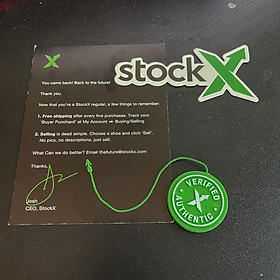 stockX
You came back! Back to the future!
Thank you.
Now that you're a StockX regular, a few things to remember:
1. Free shipping after every five purchases. Track your
'Buyer Punchard' at My Account ➡ Buying/Selling
2. Selling is dead simple. Choose a shoe and click 'Sell'.
No pics, no descriptions, just sell.
What Can we do better? Email thefuture@stockx.com
Thanks,
Josh
CEO, StockX
VERIFIED
AUTHENTIC